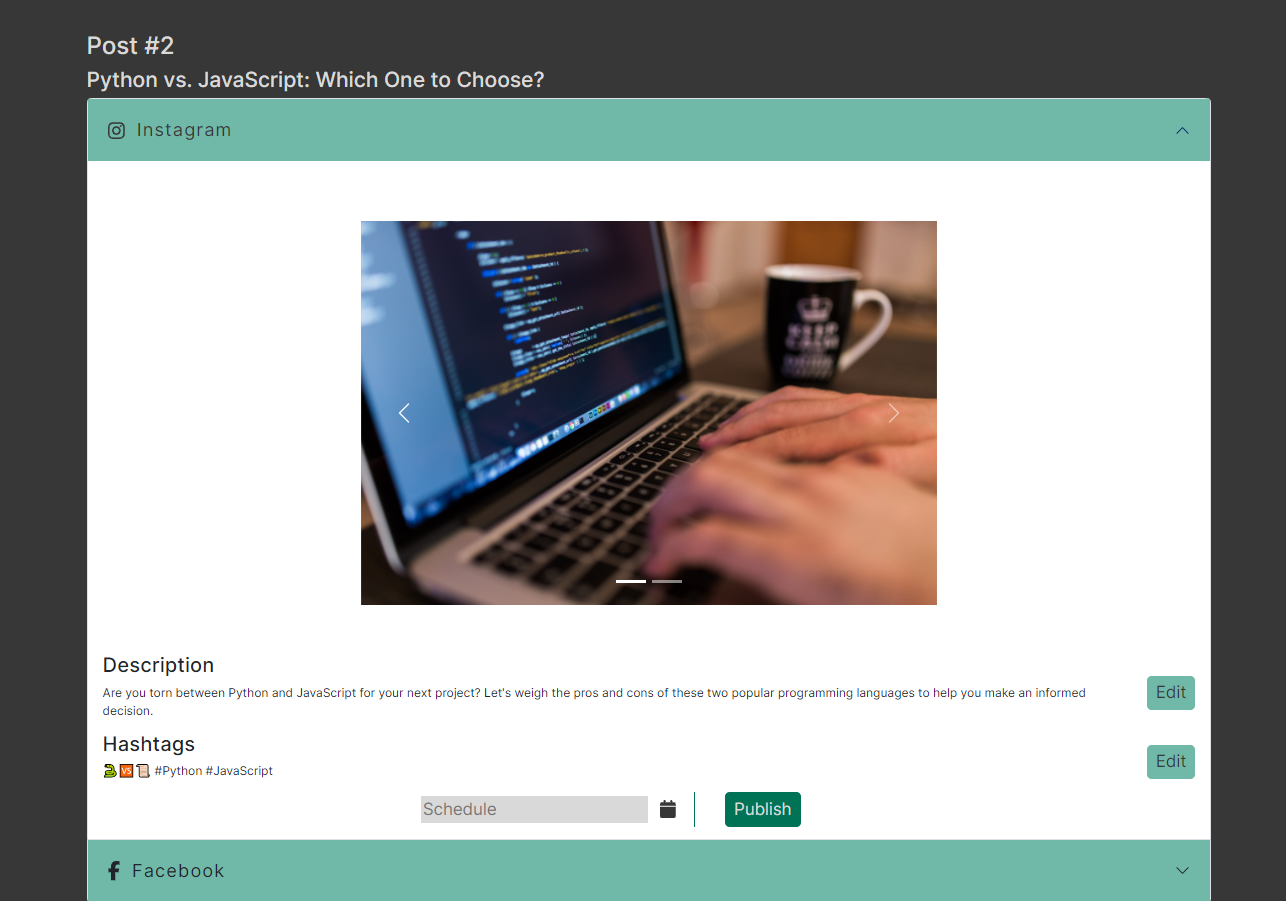 Post #2
Python vs. JavaScript: Which One to Choose?
Instagram
KEEP
CALM
Description
Are you torn between Python and JavaScript for your next project? Let's weigh the pros and cons of these two popular programming languages to help you make an informed
decision.
Edit
Hashtags
🐍🆚📜 #Python #JavaScript
Edit
Schedule
Publish
Facebook